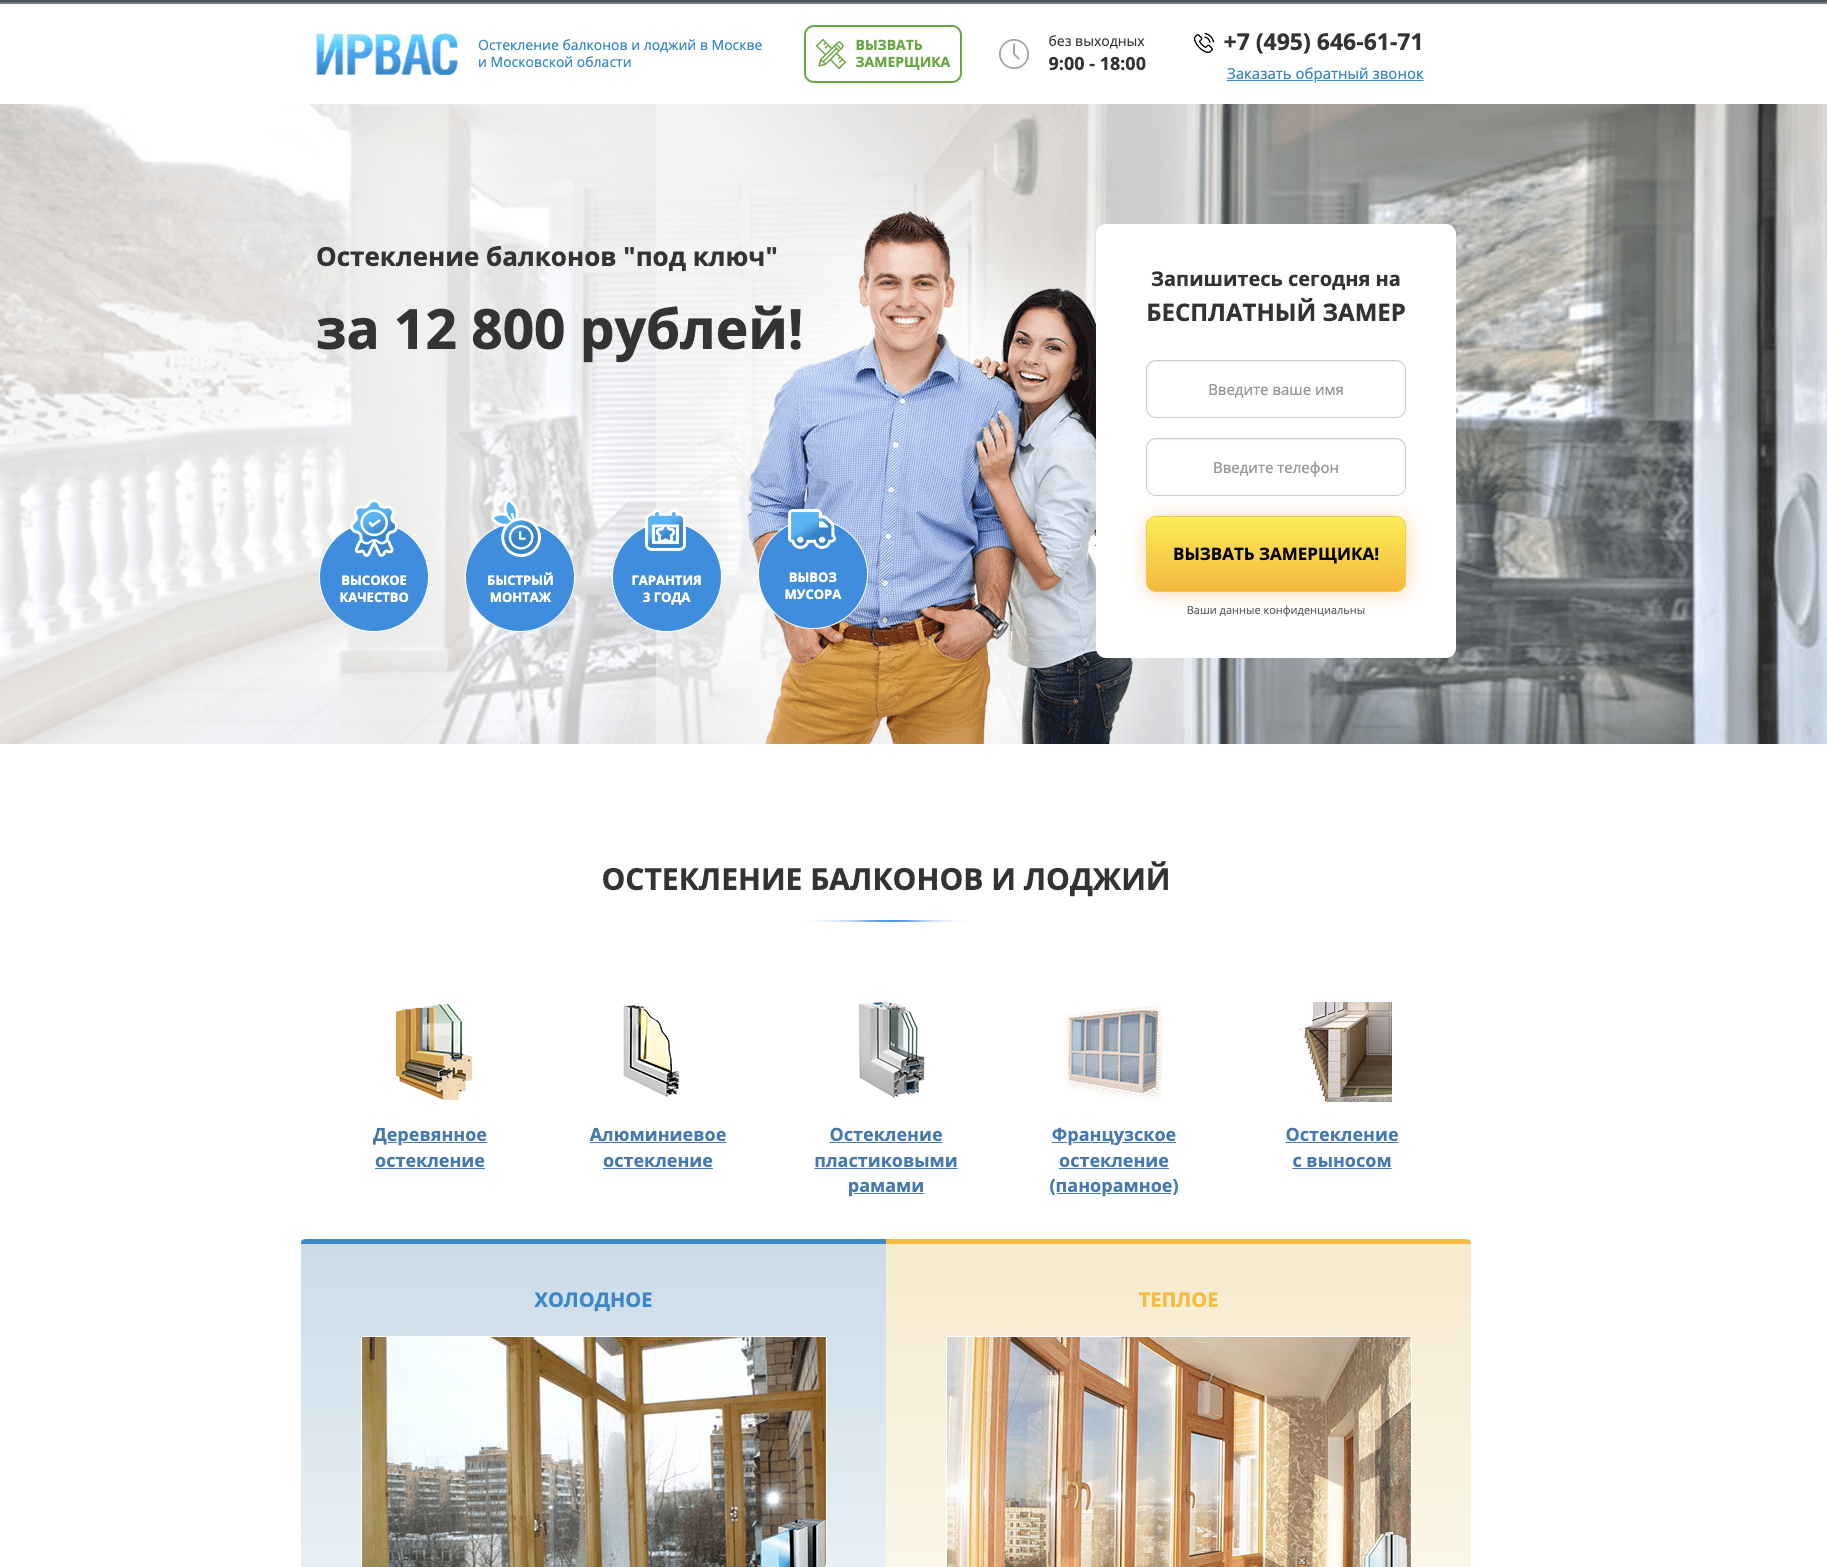 ИРВАС
Остекление балконов и лоджий в Москве
и Московской области
ВЫЗВАТЬ
ЗАМЕРЩИКА
без выходных
9:00 - 18:00
+7 (495) 646-61-71
Заказать обратный звонок
Остекление балконов "под ключ"
за 12 800 рублей!
ВЫСОКОЕ
КАЧЕСТВО
БЫСТРЫЙ
МОНТАЖ
ГАРАНТИЯ
3 ГОДА
ВЫВОЗ
МУСОРА
Запишитесь сегодня на
БЕСПЛАТНЫЙ ЗАМЕР
Введите ваше имя
Введите телефон
ВЫЗВАТЬ ЗАМЕРЩИКА!
Ваши данные конфиденциальны
ОСТЕКЛЕНИЕ БАЛКОНОВ И ЛОДЖИЙ
Деревянное
остекление
Алюминиевое
остекление
Остекление
пластиковыми
рамами
Французское
остекление
(панорамное)
Остекление
с выносом
ХОЛОДНОЕ
ТЕПЛОЕ